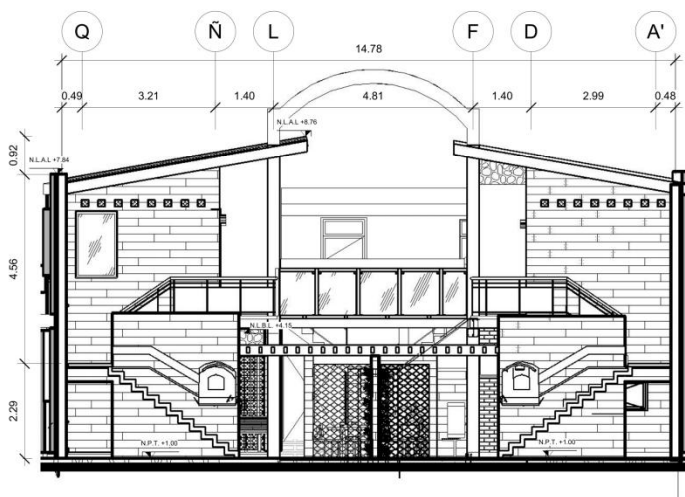 Q Ñ L F D A'
14.78
0.49 3.21 1.40 4.81 1.40 2.99 0.48
N.L.A.L +8.76
0.92
N.L.A.L +7.84
4.56
N.L.B.L. +4.15
2.29
N.P.T. +1.00 N.P.T. +1.00